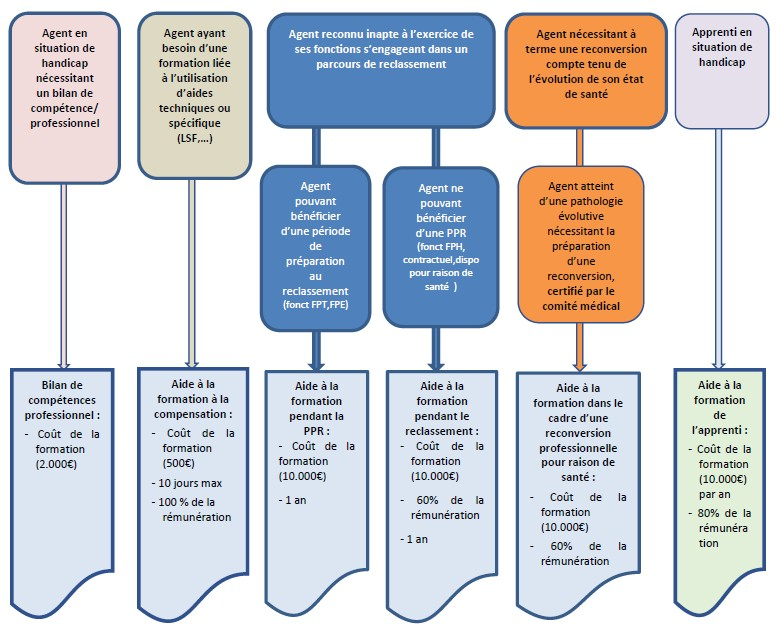 Agent en
situation de
handicap
nécessitant
un bilan de
compétence/
professionnel
Agent ayant
besoin d'une
formation liée
à l'utilisation
d'aides
techniques ou
spécifique
(LSF,...)
Agent reconnu inapte à l'exercice de
ses fonctions s'engageant dans un
parcours de reclassement
Agent nécessitant à
terme une reconversion
compte tenu de
l'évolution de son état
de santé
Apprenti en
situation de
handicap
Agent
pouvant
bénéficier
d'une période
de
préparation
au
reclassement
(fonct FPT,FPE)
Agent ne
pouvant
bénéficier
d'une PPR
(fonct FPH,
contractuel,dispo
pour raison de
santé )
Agent atteint
d'une pathologie
évolutive
nécessitant la
préparation
d'une
reconversion,
certifié par le
comité médical
Bilan de
compétences
professionnel :
- Coût de la
formation
(2.000€)
Aide à la
formation à la
compensation :
- Coût de la
formation
(500€)
- 10 jours max
- 100 % de la
rémunération
Aide à la
formation
pendant la
PPR :
- Coût de la
formation
(10.000€)
- 1 an
Aide à la
formation
pendant le
reclassement :
- Coût de la
formation
(10.000€)
- 60% de la
rémunération
- 1 an
Aide à la
formation dans le
cadre d'une
reconversion
professionnelle
pour raison de
santé :
- Coût de la
formation
(10.000€)
- 60% de la
rémunération
Aide à la
formation
de
l'apprenti :
- Coût de la
formation
(10.000€)
par an
- 80% de la
rémunéra
tion